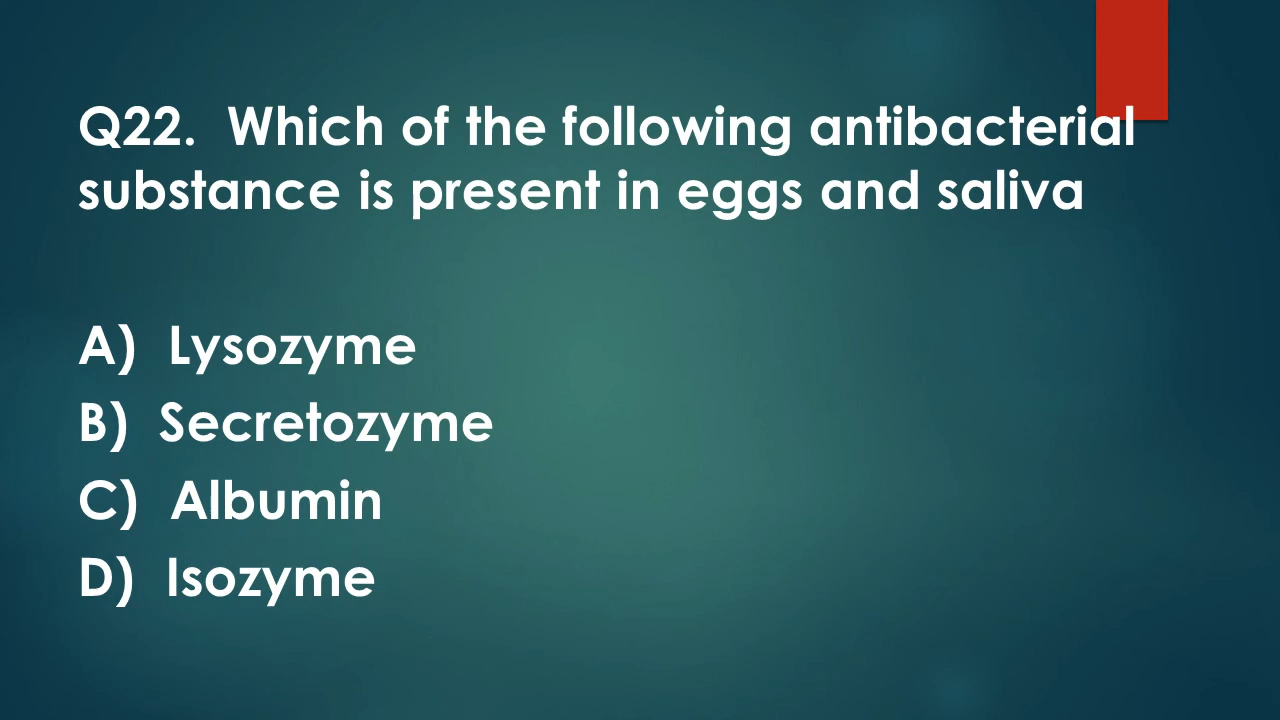 Q22.  Which of the following antibacterial
substance is present in eggs and saliva
A)  Lysozyme
B)  Secretozyme
C)  Albumin
D)  Isozyme